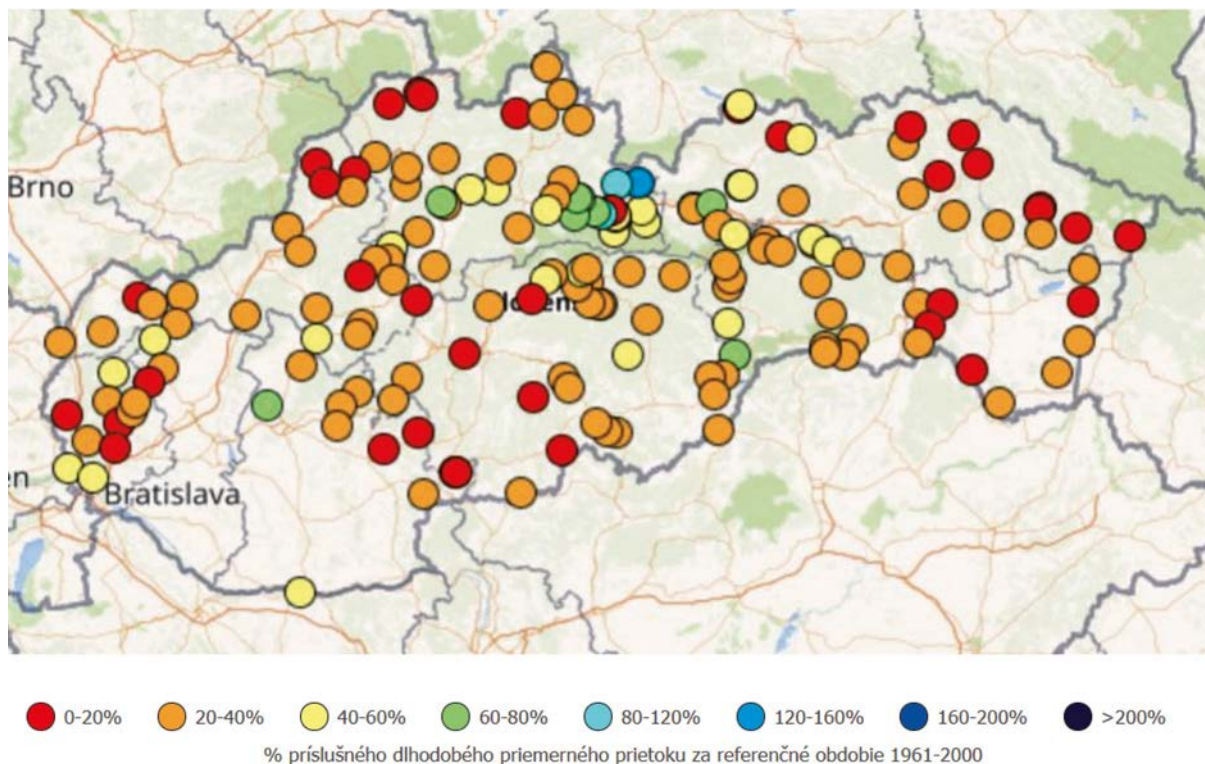 Brno
Bratislava
0-20%
20-40%
40-60%
60-80%
80-120%
120-160%
160-200%
>200%
% príslušného dlhodobého priemerného prietoku za referenčné obdobie 1961-2000